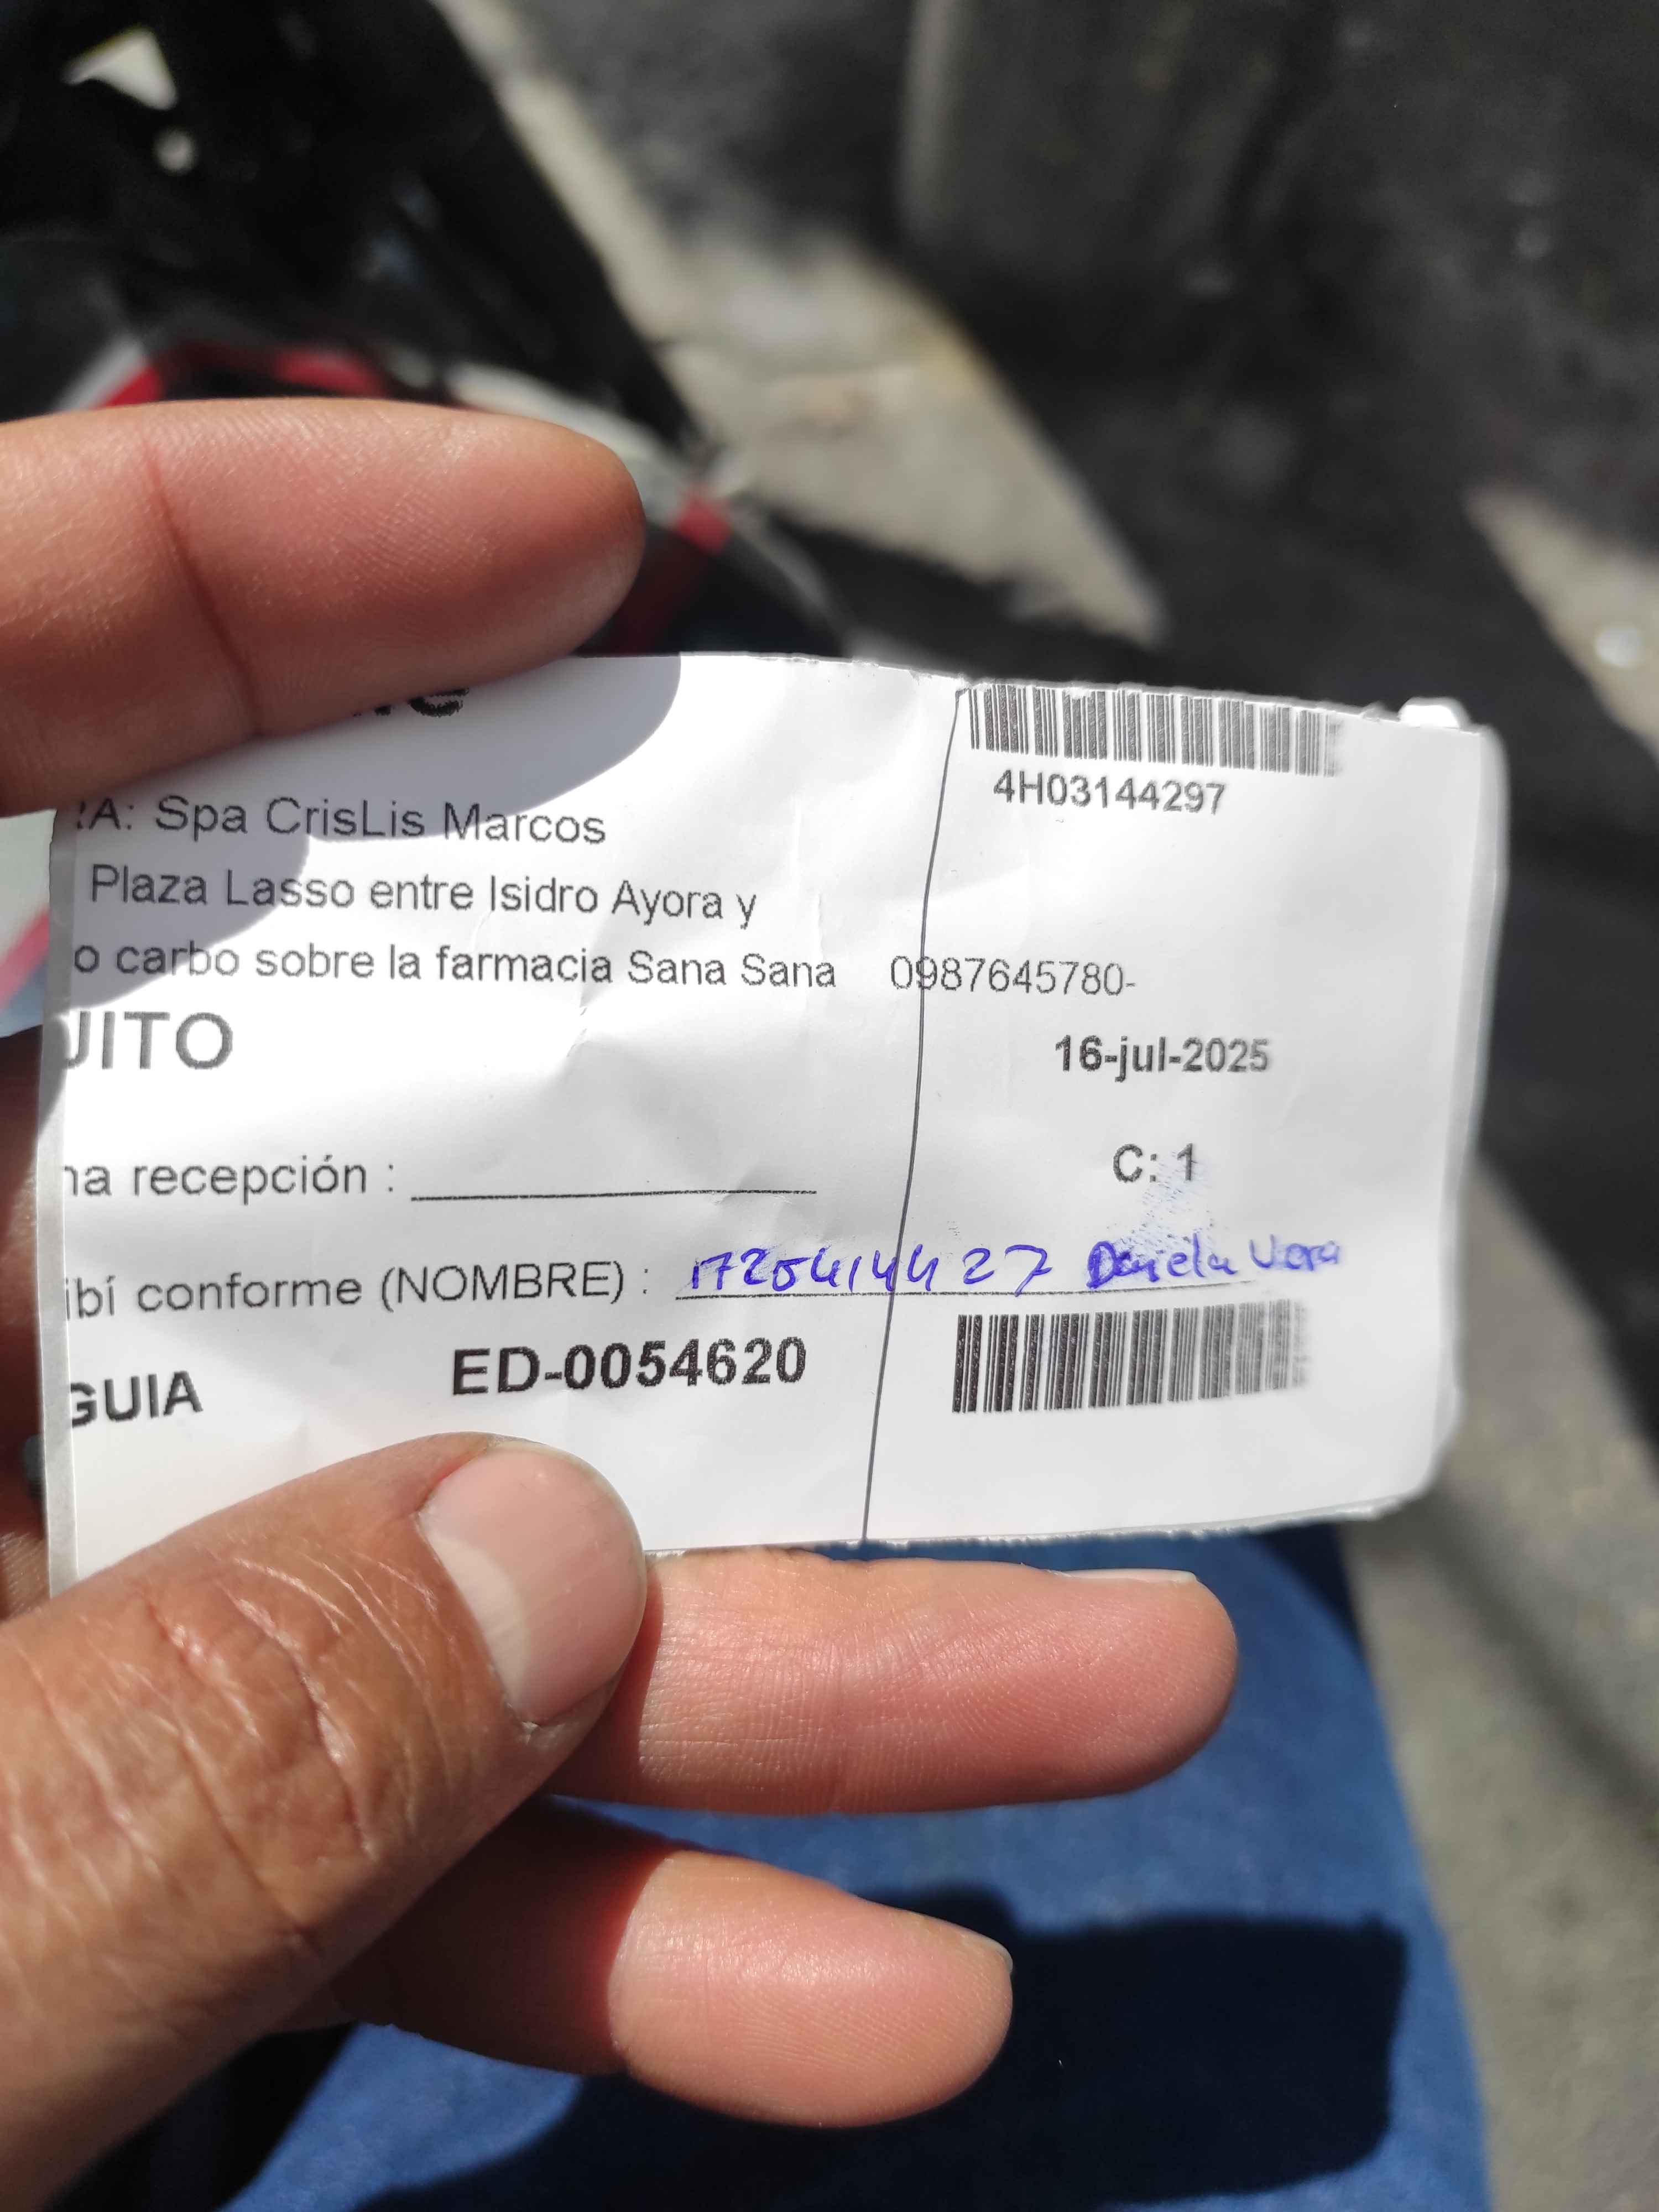 4H03144297
!A: Spa CrisLis Marcos
Plaza Lasso entre Isidro Ayora y
o carbo sobre la farmacia Sana Sana 0987645780-
JITO
16-jul-2025
na recepción : ____________
C: 1
ibí conforme (NOMBRE) : Daniela Vera
GUIA ED-0054620